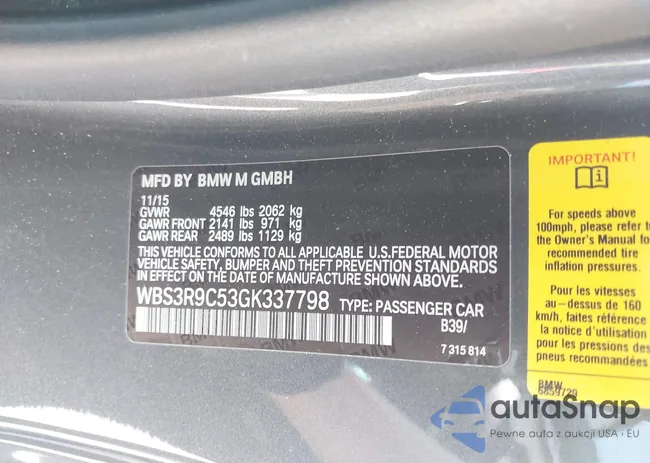 MFD BY BMW M GMBH
11/15
GVWR 4546 lbs 2062 kg
GAWR FRONT 2141 lbs 971 kg
GAWR REAR 2489 lbs 1129 kg
THIS VEHICLE CONFORMS TO ALL APPLICABLE U.S.FEDERAL MOTOR
VEHICLE SAFETY, BUMPER AND THEFT PREVENTION STANDARDS
IN EFFECT ON THE DATE OF MANUFACTURE SHOWN ABOVE.
WBS3R9C53GK337798 TYPE: PASSENGER CAR
B39/
7 315 814
IMPORTANT!
For speeds above
100mph, please refer to
the Owner's Manual for
recommended tire
inflation pressures.
Pour les vitesses
au-dessus de 160
km/h, faites référence
à la notice d'utilisation
pour les pressions de
pneus recommandées
BMW
6859729
autoSnap
Pewne auta z aukcji USA i EU